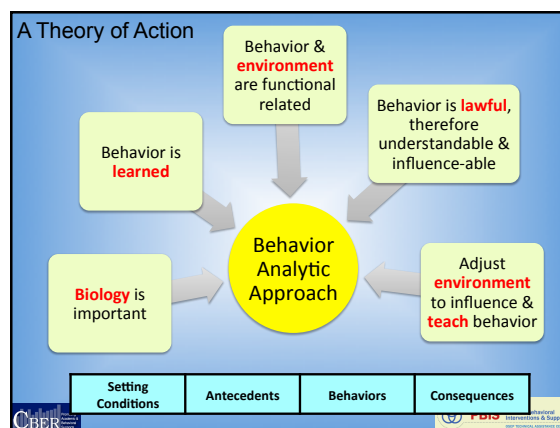 A Theory of Action
Behavior &
environment
are functional
related
Behavior is lawful,
therefore
understandable &
influence-able
Behavior is
learned
Behavior
Analytic
Approach
Biology is
important
Adjust
environment
to influence &
teach behavior
Setting
Conditions
Antecedents
Behaviors
Consequences
CBER
PBIS